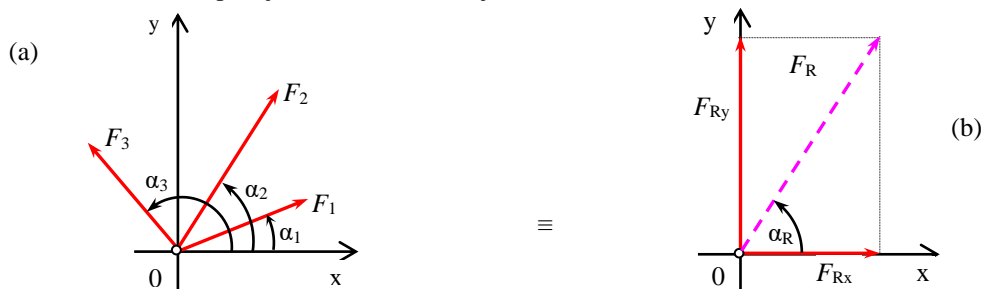 (a)
y
F2
F3
α3
α2
F1
α1
0
x
≡
y
FR
FRy
(b)
αR
0
FRx
x